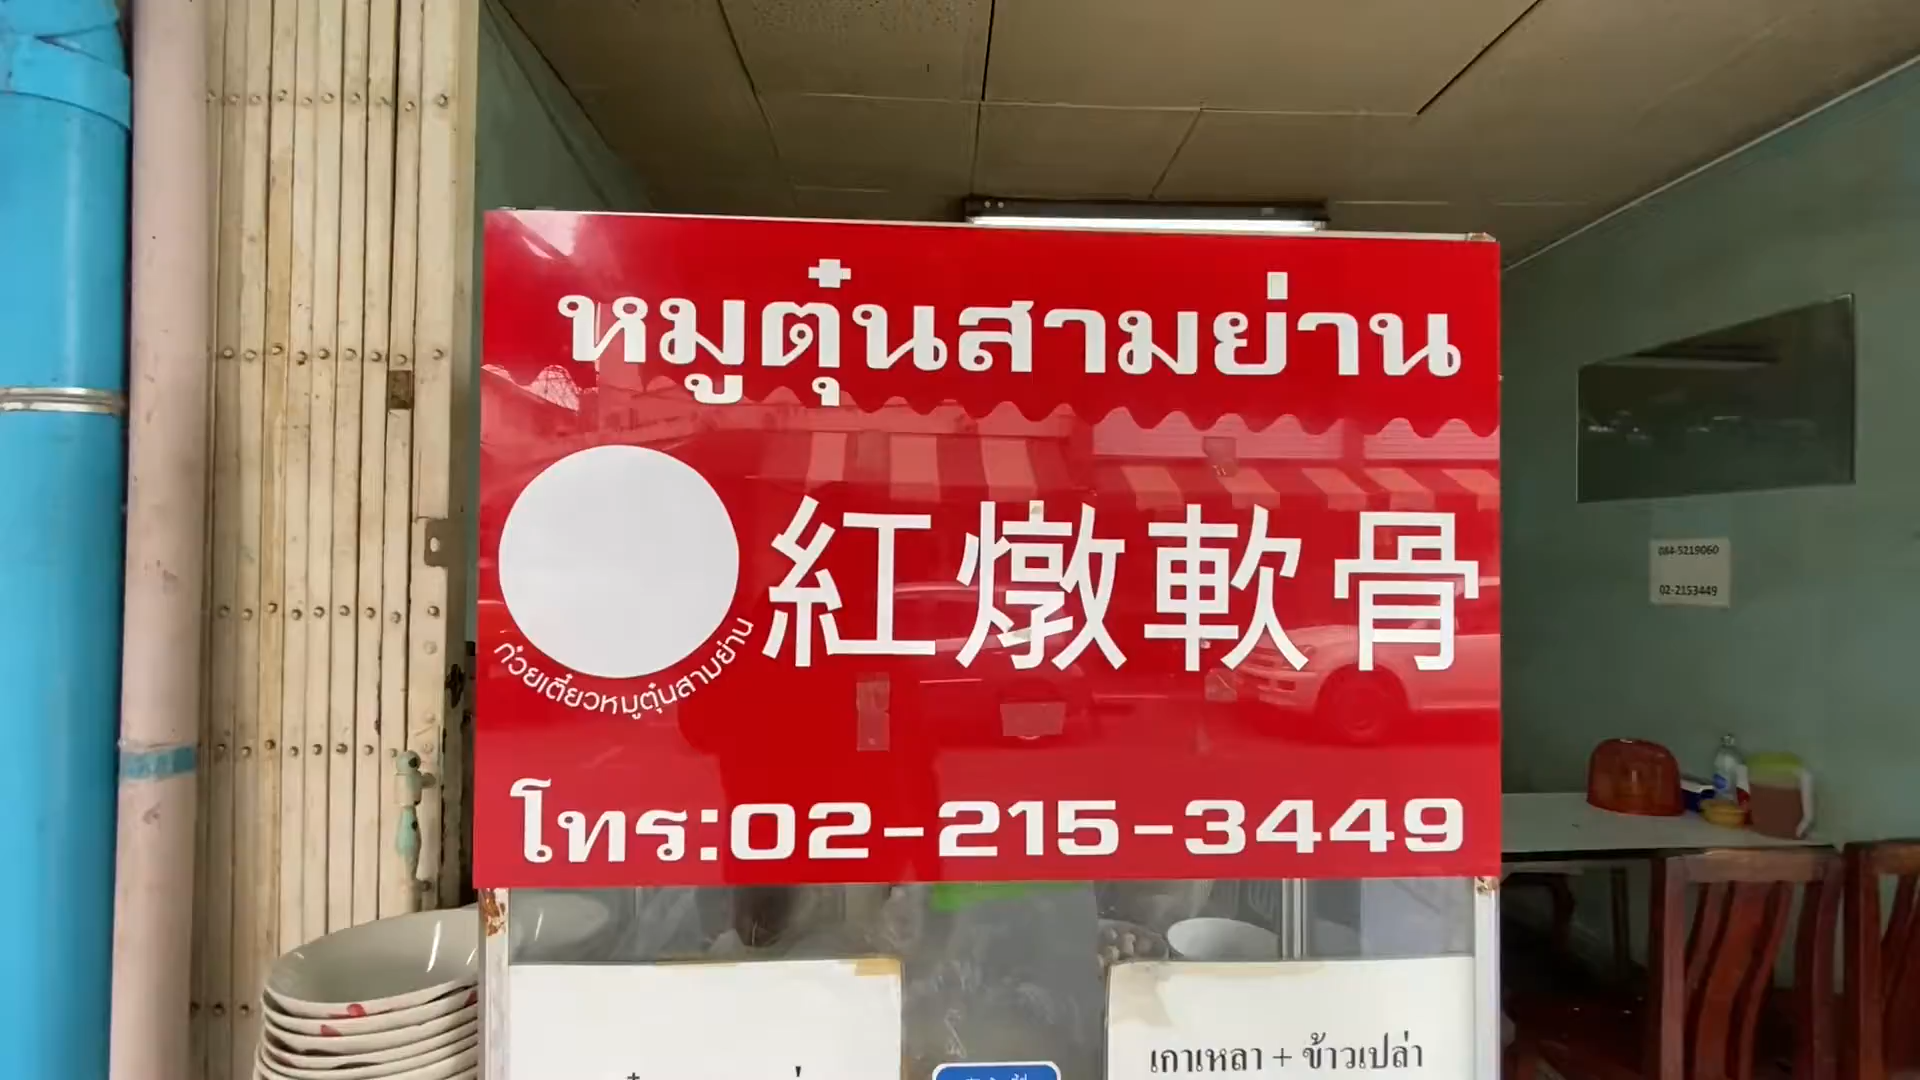 หมูตุ๋นสามย่าน
紅燉軟骨
ก๋วยเตี๋ยวหมูตุ๋นสามย่าน
โทร:02-215-3449
084-5219060
02-2153449
เกาเหลา + ข้าวเปล่า